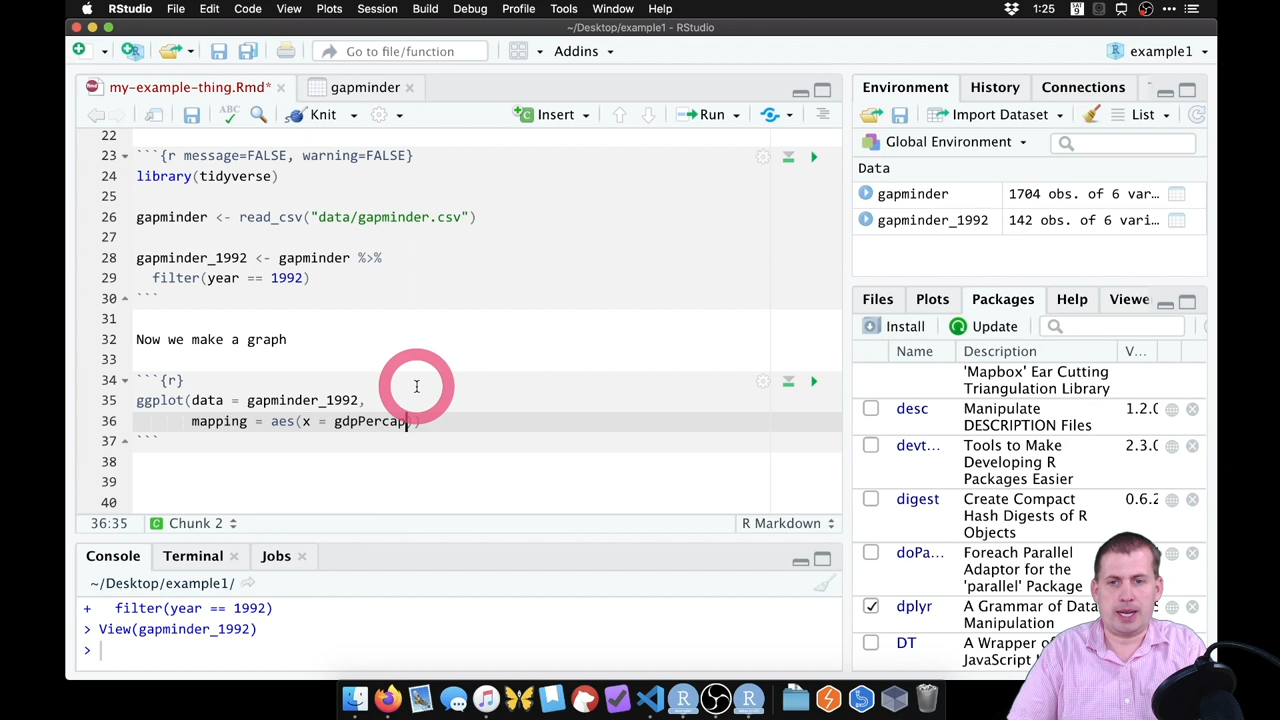 RStudio File Edit Code View Plots Session Build Debug Profile Tools Window Help 1:25
~/Desktop/example1 - RStudio
Go to file/function Addins example1
my-example-thing.Rmd* gapminder
ABC Knit Insert Run
22
23 ```{r message=FALSE, warning=FALSE}
24 library(tidyverse)
25
26 gapminder <- read_csv("data/gapminder.csv")
27
28 gapminder_1992 <- gapminder %>%
29 filter(year == 1992)
30 ```
31
32 Now we make a graph
33
34 ```{r}
35 ggplot(data = gapminder_1992,
36 mapping = aes(x = gdpPercap))
37 ```
38
39
40
36:35 Chunk 2 R Markdown
Console Terminal Jobs
~/Desktop/example1/
+ filter(year == 1992)
> View(gapminder_1992)
>
Environment History Connections
Import Dataset List
Global Environment
Data
gapminder 1704 obs. of 6 var…
gapminder_1992 142 obs. of 6 vari…
Files Plots Packages Help Viewe
Install Update
Name Description V…
'Mapbox' Ear Cutting
Triangulation Library
desc Manipulate 1.2.0
DESCRIPTION Files
devt… Tools to Make 2.3.0
Developing R
Packages Easier
digest Create Compact 0.6.2
Hash Digests of R
Objects
doPa… Foreach Parallel
Adaptor for the
'parallel' Package
dplyr A Grammar of Data
Manipulation
DT A Wrapper of
JavaScript